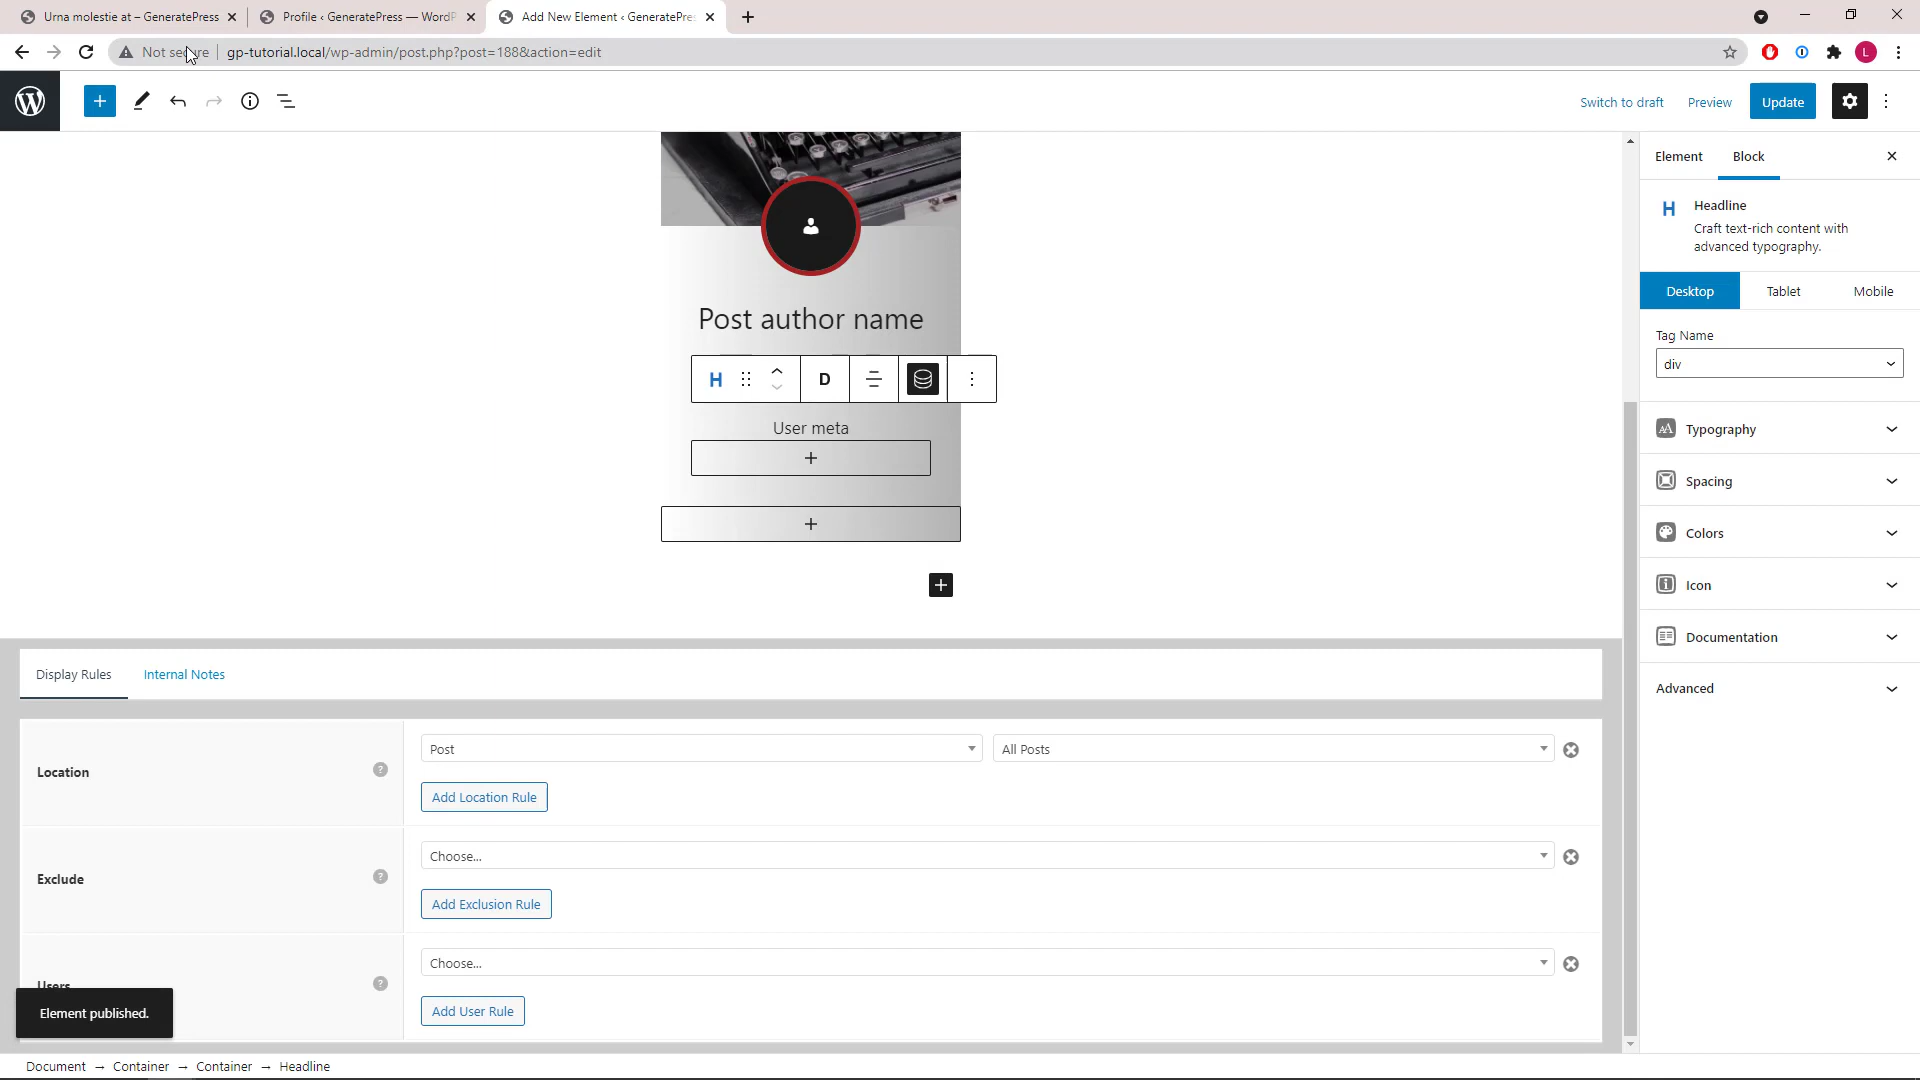 Urna molestie at – GeneratePress
Profile ‹ GeneratePress — WordP
Add New Element ‹ GeneratePre
Not secure
gp-tutorial.local/wp-admin/post.php?post=188&action=edit
L
Switch to draft
Preview
Update
Element
Block
H
Headline
Craft text-rich content with
advanced typography.
Desktop
Tablet
Mobile
Tag Name
div
Typography
Spacing
Colors
Icon
Documentation
Advanced
Post author name
H
D
User meta
Display Rules
Internal Notes
Location
Post
All Posts
Add Location Rule
Exclude
Choose...
Add Exclusion Rule
Users
Choose...
Add User Rule
Element published.
Document → Container → Container → Headline